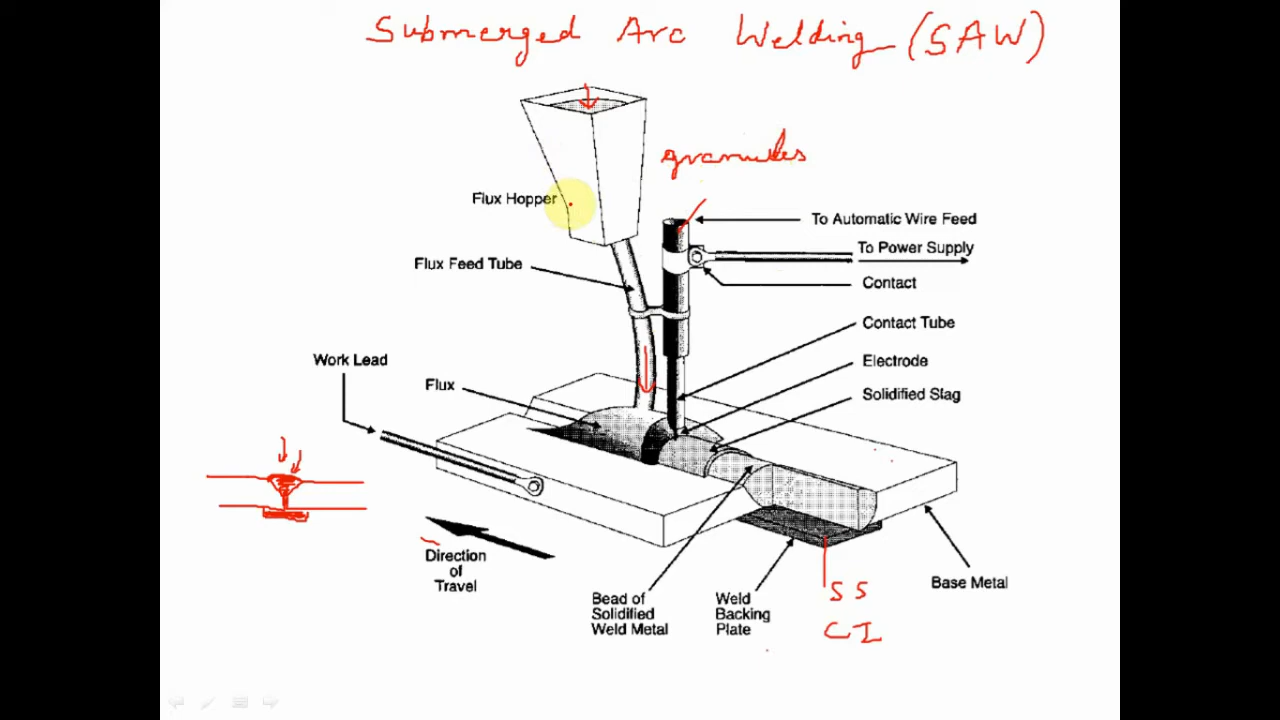 Submerged Arc Welding (SAW)
granules
Flux Hopper
To Automatic Wire Feed
To Power Supply
Flux Feed Tube
Contact
Contact Tube
Work Lead
Electrode
Flux
Solidified Slag
Direction
of
Travel
Bead of
Solidified
Weld Metal
Weld
Backing
Plate
Base Metal
SS
CI